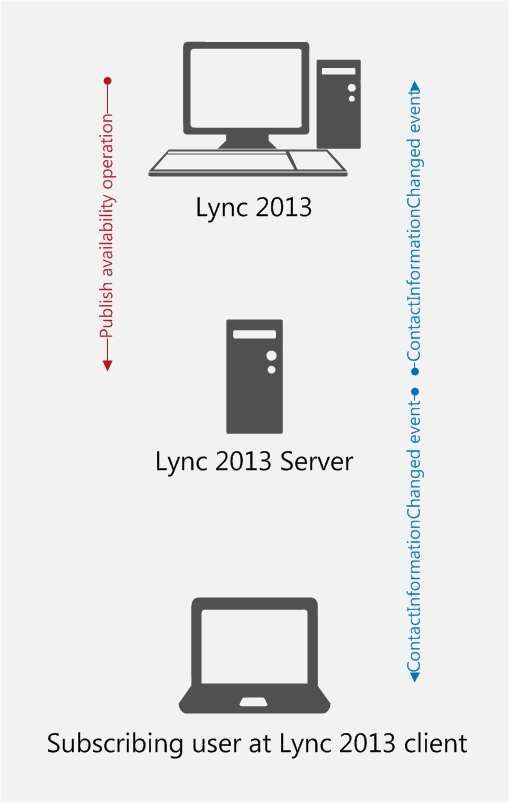 Publish availability operation
ContactInformationChanged event
Lync 2013
Lync 2013 Server
ContactInformationChanged event
Subscribing user at Lync 2013 client